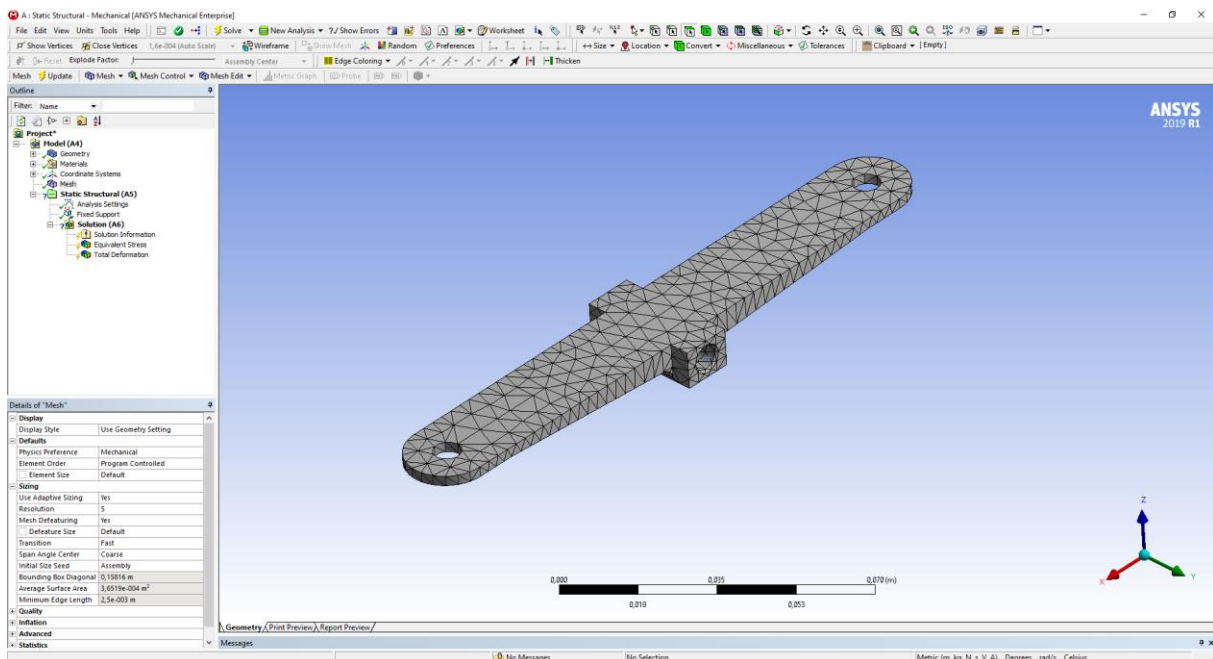 A : Static Structural - Mechanical [ANSYS Mechanical Enterprise]
File Edit View Units Tools Help Solve New Analysis ?/ Show Errors Worksheet
Show Vertices Close Vertices 1,6e-004 (Auto Scale) Wireframe Show Mesh Random Preferences Size Location Convert Miscellaneous Tolerances Clipboard [Empty]
Reset Explode Factor: Assembly Center Edge Coloring Thicken
Mesh Update Mesh Mesh Control Mesh Edit Metric Graph Probe
Outline
Filter: Name
Project*
Model (A4)
Geometry
Materials
Coordinate Systems
Mesh
Static Structural (A5)
Analysis Settings
Fixed Support
Solution (A6)
Solution Information
Equivalent Stress
Total Deformation
ANSYS
2019 R1
Details of "Mesh"
Display
Display Style Use Geometry Setting
Defaults
Physics Preference Mechanical
Element Order Program Controlled
Element Size Default
Sizing
Use Adaptive Sizing Yes
Resolution 5
Mesh Defeaturing Yes
Defeature Size Default
Transition Fast
Span Angle Center Coarse
Initial Size Seed Assembly
Bounding Box Diagonal 0,15816 m
Average Surface Area 3,6519e-004 m²
Minimum Edge Length 2,5e-003 m
Quality
Inflation
Advanced
Statistics
0,000 0,035 0,070 (m)
0,018 0,053
Z
X
Y
Geometry Print Preview Report Preview
Messages
No Messages No Selection Metric (m, kg, N, s, V, A) Degrees rad/s Celsius